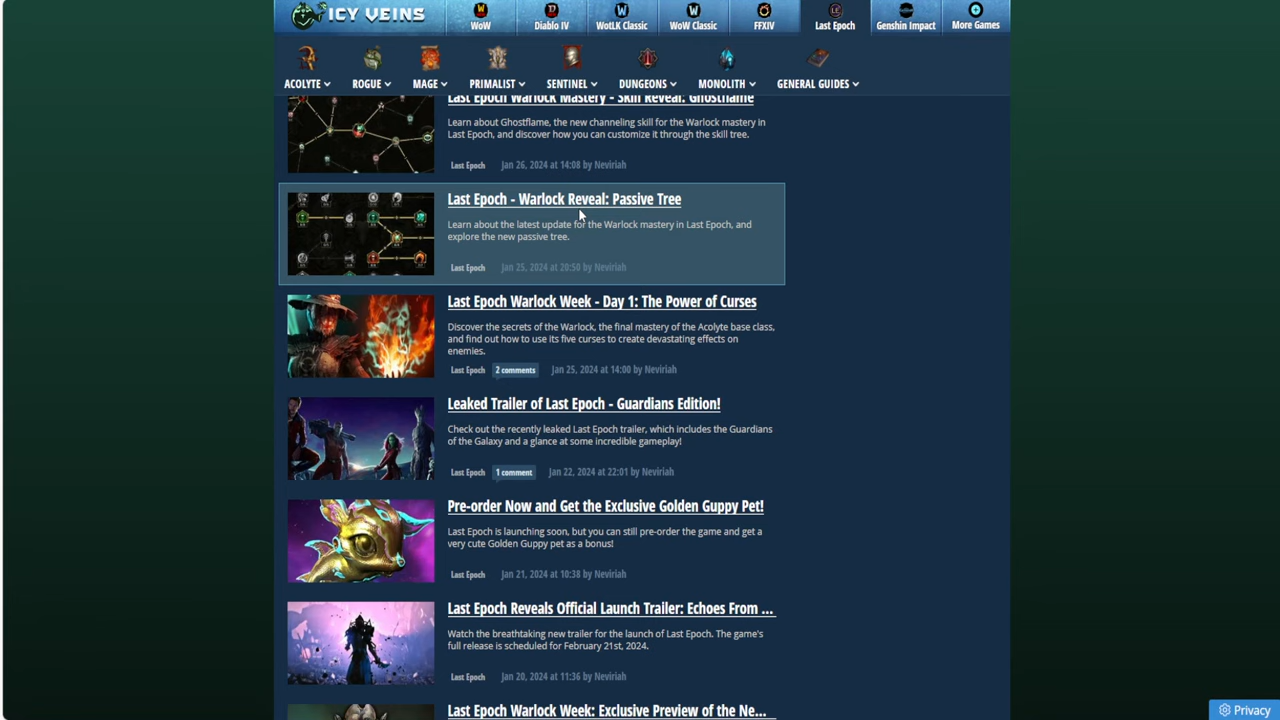 ICY VEINS
WoW
Diablo IV
WotLK Classic
WoW Classic
FFXIV
Last Epoch
Genshin Impact
More Games
ACOLYTE
ROGUE
MAGE
PRIMALIST
SENTINEL
DUNGEONS
MONOLITH
GENERAL GUIDES
Last Epoch Warlock Mastery - Skill Reveal: Ghostflame
Learn about Ghostflame, the new channeling skill for the Warlock mastery in
Last Epoch, and discover how you can customize it through the skill tree.
Last Epoch Jan 26, 2024 at 14:08 by Neviriah
Last Epoch - Warlock Reveal: Passive Tree
Learn about the latest update for the Warlock mastery in Last Epoch, and
explore the new passive tree.
Last Epoch Jan 25, 2024 at 20:50 by Neviriah
Last Epoch Warlock Week - Day 1: The Power of Curses
Discover the secrets of the Warlock, the final mastery of the Acolyte base class,
and find out how to use its five curses to create devastating effects on
enemies.
Last Epoch 2 comments Jan 25, 2024 at 14:00 by Neviriah
Leaked Trailer of Last Epoch - Guardians Edition!
Check out the recently leaked Last Epoch trailer, which includes the Guardians
of the Galaxy and a glance at some incredible gameplay!
Last Epoch 1 comment Jan 22, 2024 at 22:01 by Neviriah
Pre-order Now and Get the Exclusive Golden Guppy Pet!
Last Epoch is launching soon, but you can still pre-order the game and get a
very cute Golden Guppy pet as a bonus!
Last Epoch Jan 21, 2024 at 10:38 by Neviriah
Last Epoch Reveals Official Launch Trailer: Echoes From ...
Watch the breathtaking new trailer for the launch of Last Epoch. The game's
full release is scheduled for February 21st, 2024.
Last Epoch Jan 20, 2024 at 11:36 by Neviriah
Last Epoch Warlock Week: Exclusive Preview of the Ne...
Privacy